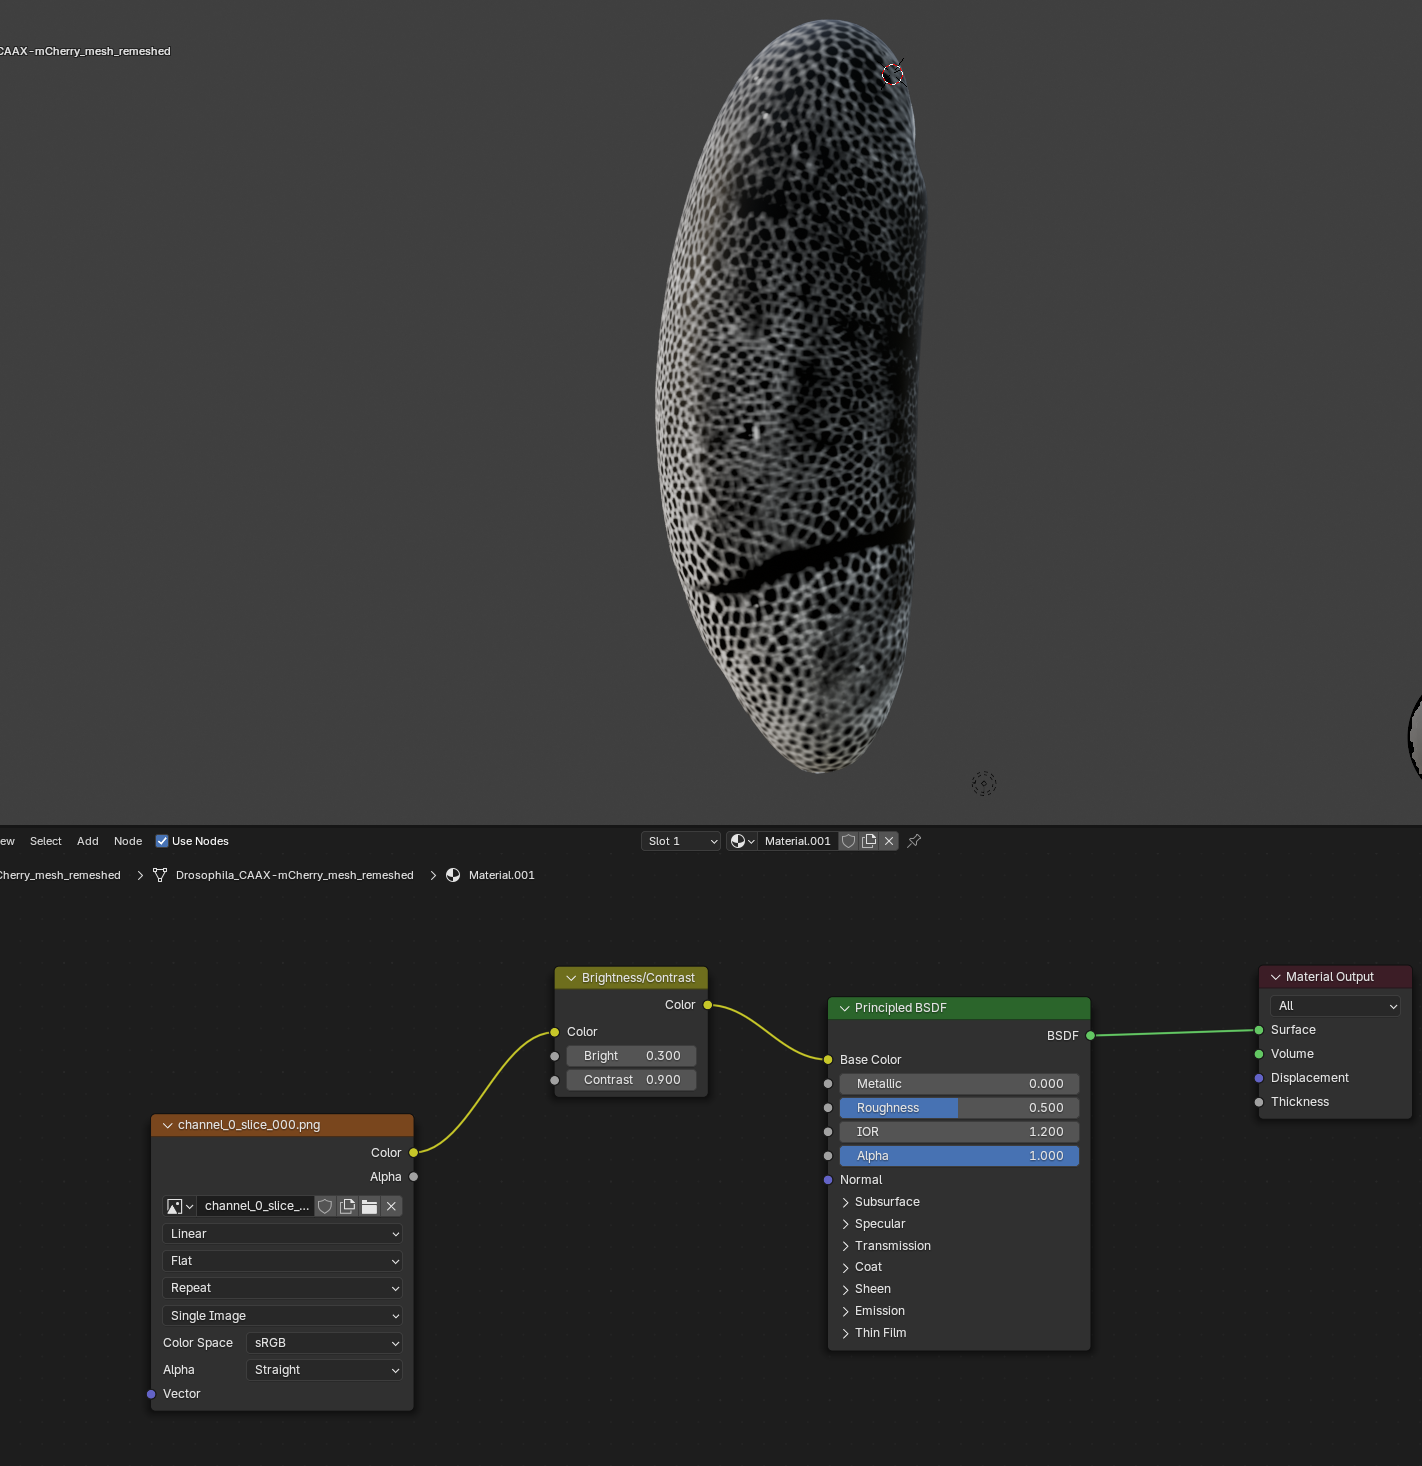 CAAX-mCherry_mesh_remeshed
ew Select Add Node Use Nodes Slot 1 Material.001
Cherry_mesh_remeshed Drosophila_CAAX-mCherry_mesh_remeshed Material.001
Brightness/Contrast
Color
Color
Bright 0.300
Contrast 0.900
Material Output
All
Surface
Volume
Displacement
Thickness
Principled BSDF
BSDF
Base Color
Metallic 0.000
Roughness 0.500
IOR 1.200
Alpha 1.000
Normal
Subsurface
Specular
Transmission
Coat
Sheen
Emission
Thin Film
channel_0_slice_000.png
Color
Alpha
channel_0_slice_...
Linear
Flat
Repeat
Single Image
Color Space sRGB
Alpha Straight
Vector